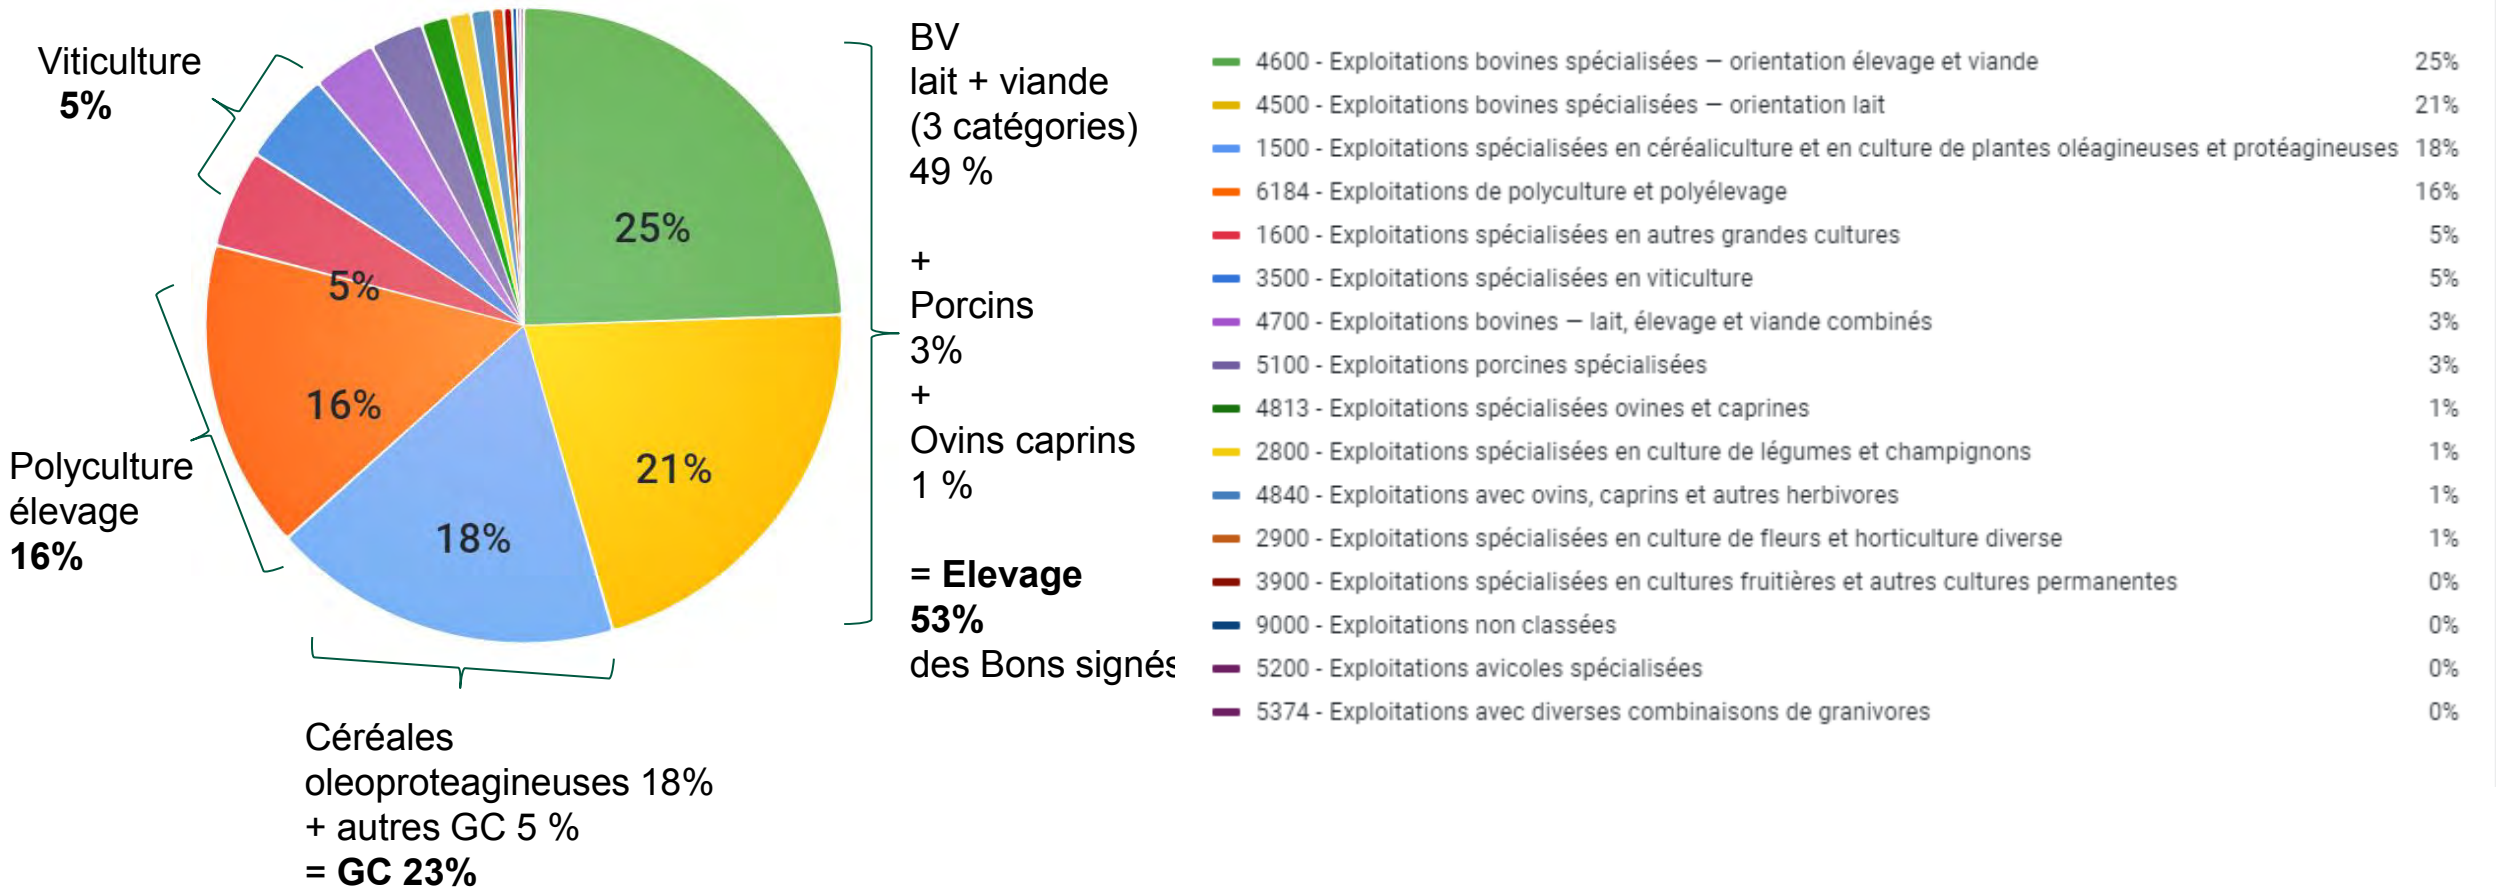 Viticulture
5%
Polyculture
élevage
16%
25%
21%
18%
16%
5%
Céréales
oleoproteagineuses 18%
+ autres GC 5 %
= GC 23%
BV
lait + viande
(3 catégories)
49 %
+
Porcins
3%
+
Ovins caprins
1 %
= Elevage
53%
des Bons signés
4600 - Exploitations bovines spécialisées — orientation élevage et viande 25%
4500 - Exploitations bovines spécialisées — orientation lait 21%
1500 - Exploitations spécialisées en céréaliculture et en culture de plantes oléagineuses et protéagineuses 18%
6184 - Exploitations de polyculture et polyélevage 16%
1600 - Exploitations spécialisées en autres grandes cultures 5%
3500 - Exploitations spécialisées en viticulture 5%
4700 - Exploitations bovines — lait, élevage et viande combinés 3%
5100 - Exploitations porcines spécialisées 3%
4813 - Exploitations spécialisées ovines et caprines 1%
2800 - Exploitations spécialisées en culture de légumes et champignons 1%
4840 - Exploitations avec ovins, caprins et autres herbivores 1%
2900 - Exploitations spécialisées en culture de fleurs et horticulture diverse 1%
3900 - Exploitations spécialisées en cultures fruitières et autres cultures permanentes 0%
9000 - Exploitations non classées 0%
5200 - Exploitations avicoles spécialisées 0%
5374 - Exploitations avec diverses combinaisons de granivores 0%